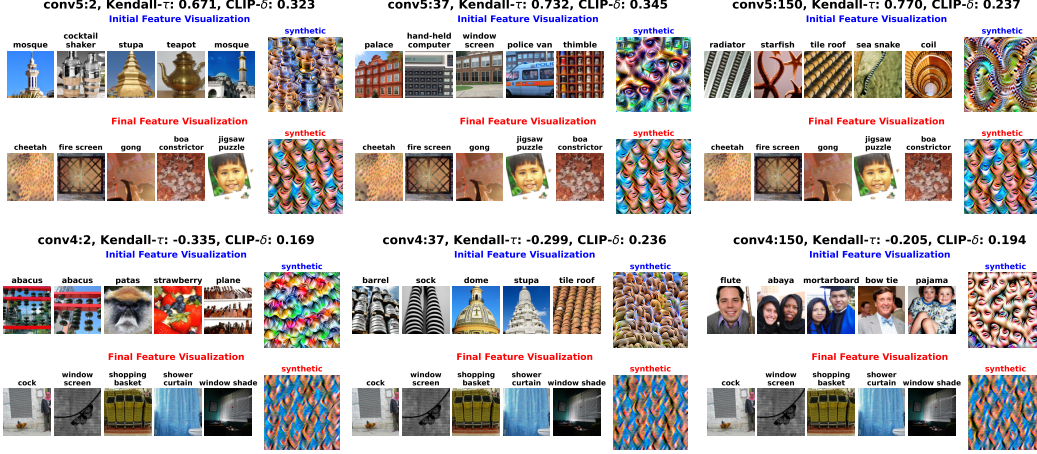 conv5:2, Kendall-τ: 0.671, CLIP-δ: 0.323
Initial Feature Visualization
synthetic
mosque
cocktail
shaker
stupa
teapot
mosque
Final Feature Visualization
synthetic
cheetah
fire screen
gong
boa
constrictor
jigsaw
puzzle
conv5:37, Kendall-τ: 0.732, CLIP-δ: 0.345
Initial Feature Visualization
synthetic
palace
hand-held
computer
window
screen
police van
thimble
Final Feature Visualization
synthetic
cheetah
fire screen
gong
jigsaw
puzzle
boa
constrictor
conv5:150, Kendall-τ: 0.770, CLIP-δ: 0.237
Initial Feature Visualization
synthetic
radiator
starfish
tile roof
sea snake
coil
Final Feature Visualization
synthetic
cheetah
fire screen
gong
jigsaw
puzzle
boa
constrictor
conv4:2, Kendall-τ: -0.335, CLIP-δ: 0.169
Initial Feature Visualization
synthetic
abacus
abacus
patas
strawberry
plane
Final Feature Visualization
synthetic
cock
window
screen
shopping
basket
shower
curtain
window shade
conv4:37, Kendall-τ: -0.299, CLIP-δ: 0.236
Initial Feature Visualization
synthetic
barrel
sock
dome
stupa
tile roof
Final Feature Visualization
synthetic
cock
window
screen
shopping
basket
shower
curtain
window shade
conv4:150, Kendall-τ: -0.205, CLIP-δ: 0.194
Initial Feature Visualization
synthetic
flute
abaya
mortarboard
bow tie
pajama
Final Feature Visualization
synthetic
cock
window
screen
shopping
basket
shower
curtain
window shade